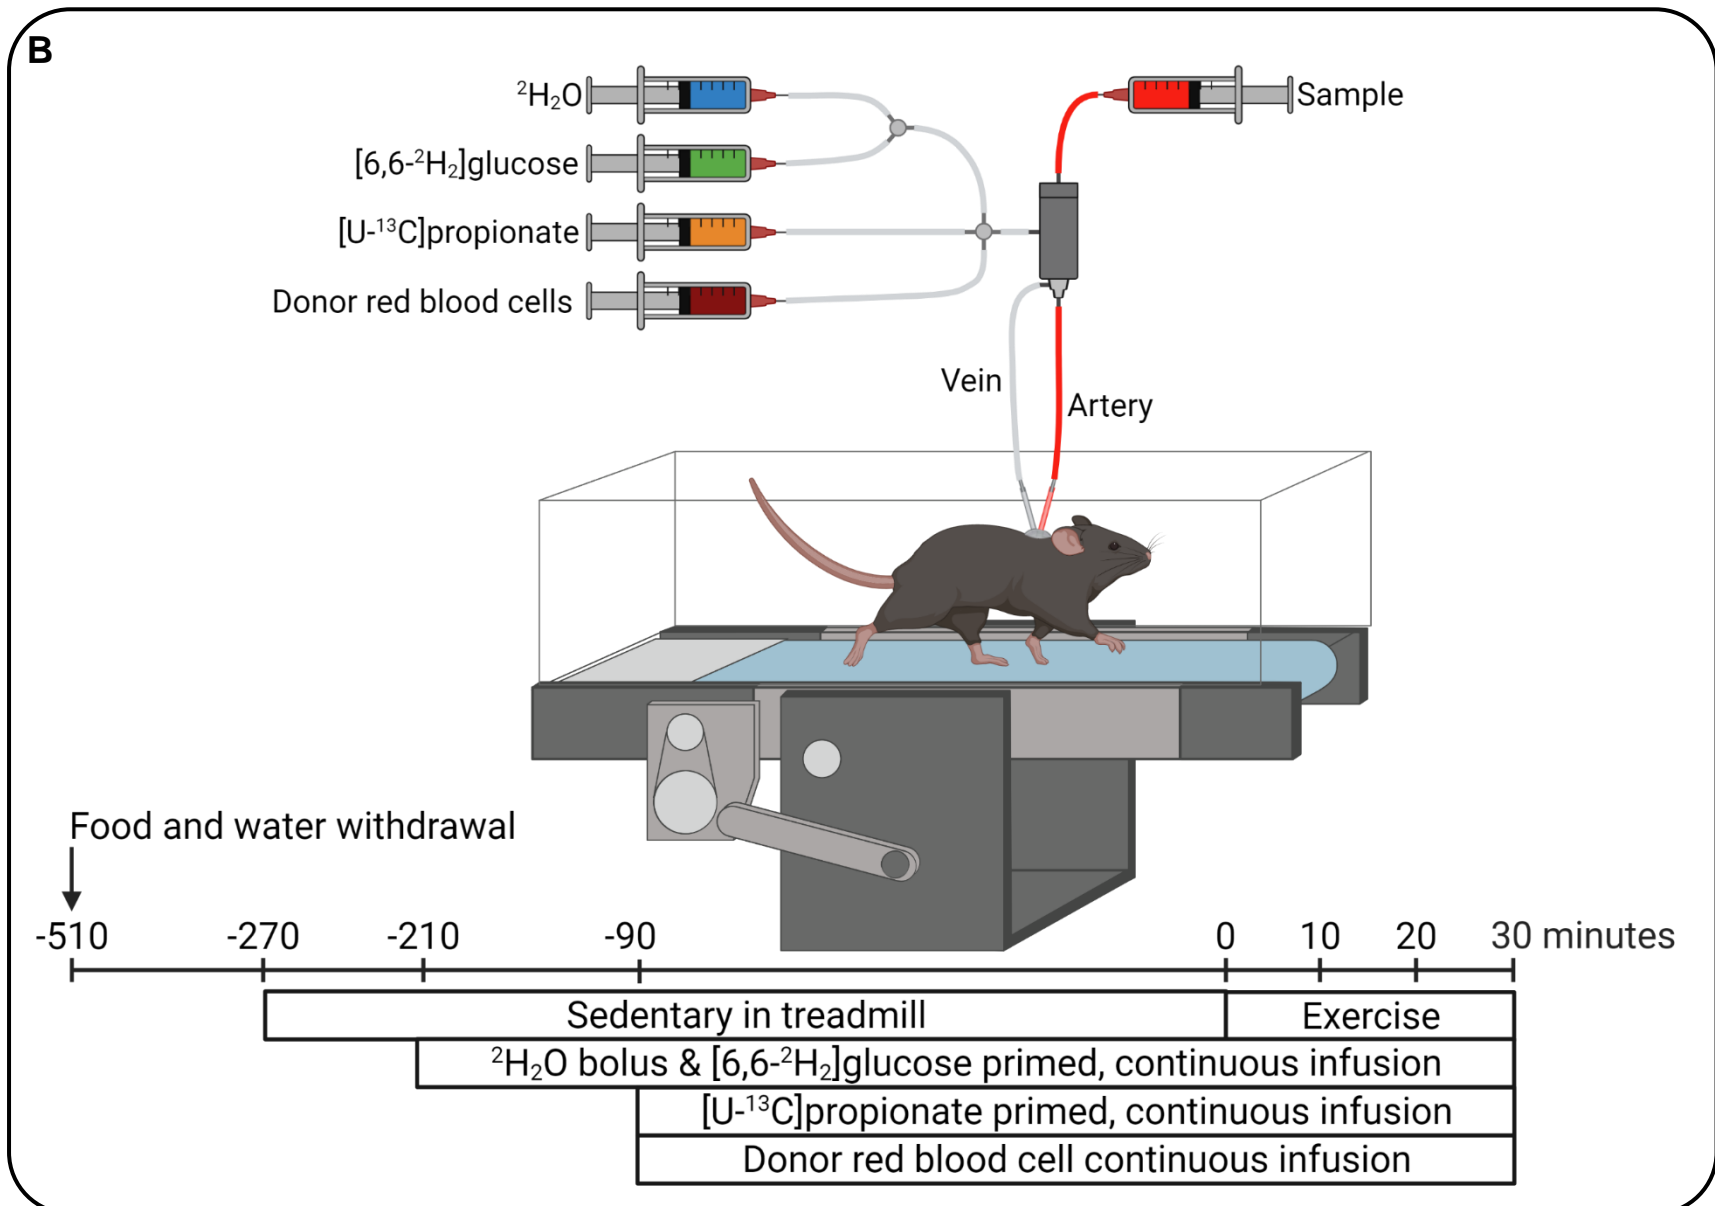 B
²H₂O
Sample
[6,6-²H₂]glucose
[U-¹³C]propionate
Donor red blood cells
Vein
Artery
Food and water withdrawal
-510 -270 -210 -90 0 10 20 30 minutes
Sedentary in treadmill Exercise
²H₂O bolus & [6,6-²H₂]glucose primed, continuous infusion
[U-¹³C]propionate primed, continuous infusion
Donor red blood cell continuous infusion